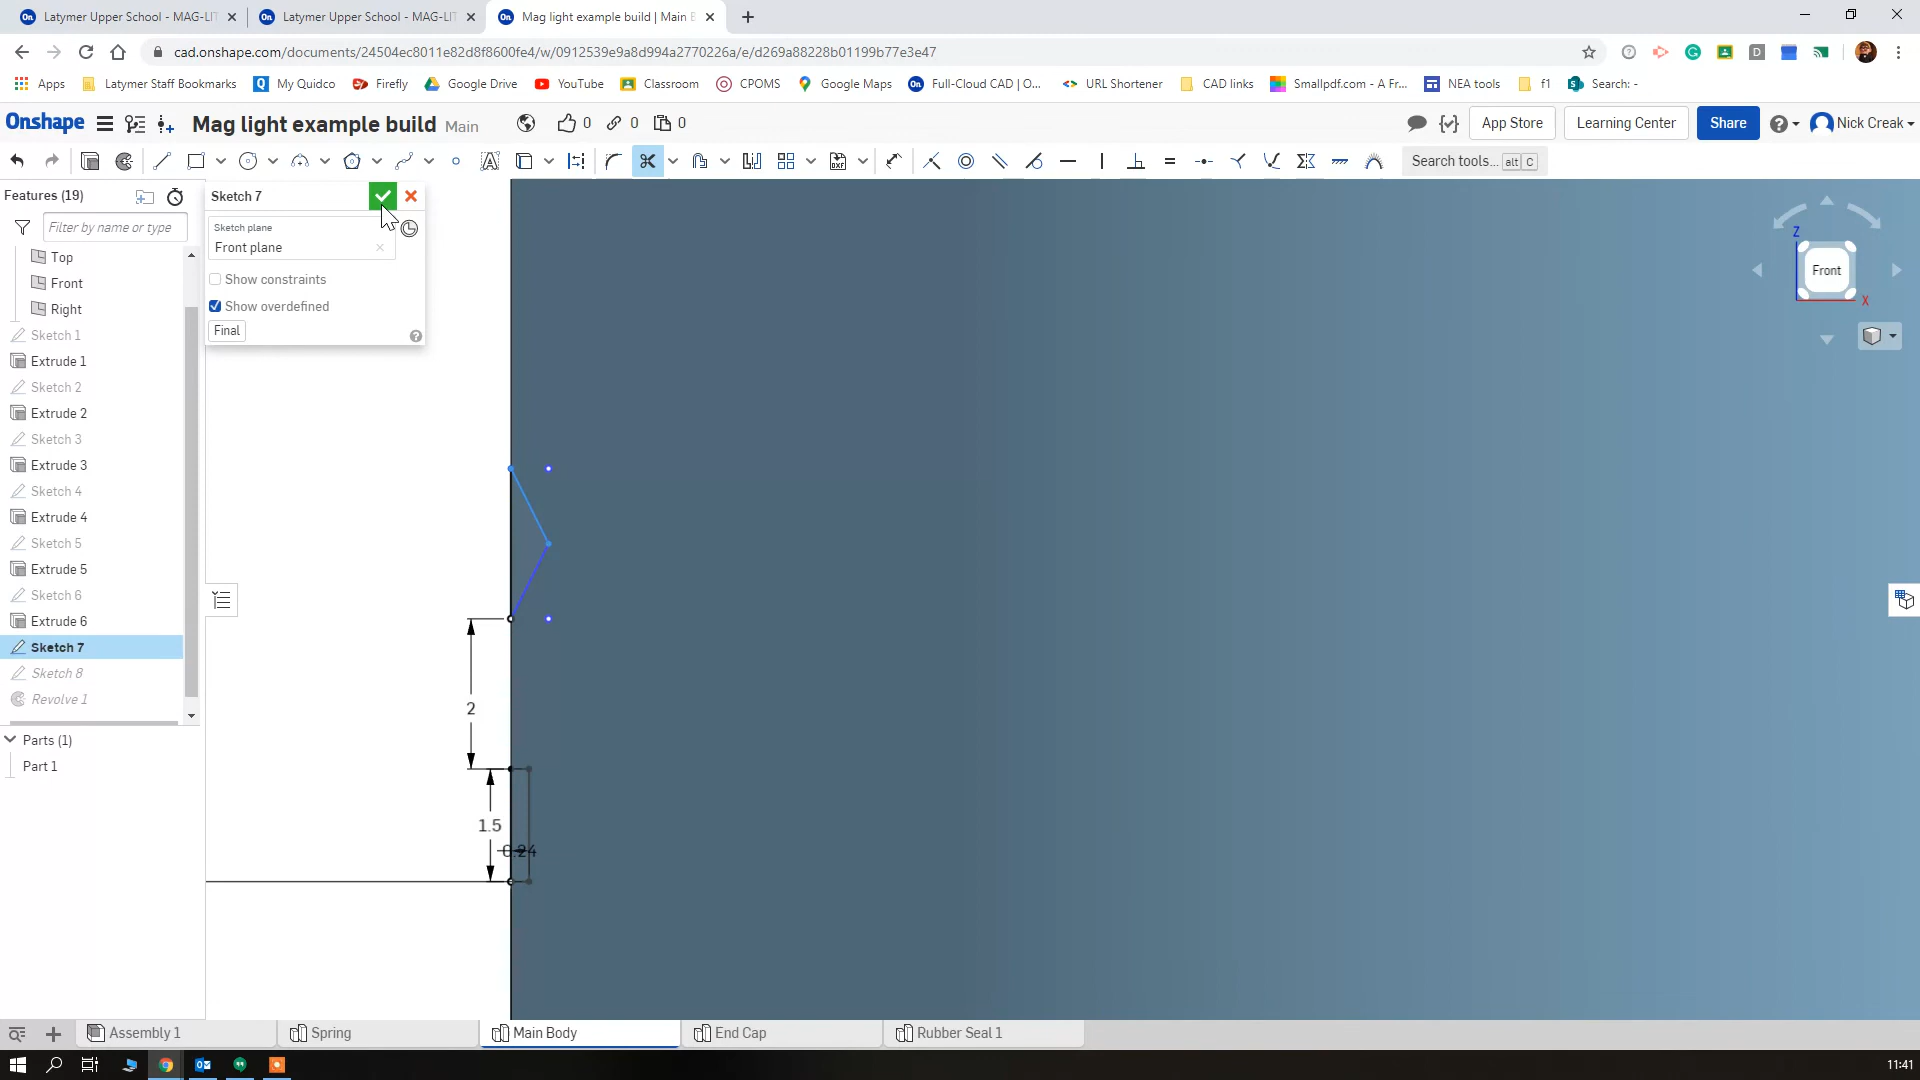 Latymer Upper School - MAG-LIT
Latymer Upper School - MAG-LIT
Mag light example build | Main B
cad.onshape.com/documents/24504ec8011e82d8f8600fe4/w/0912539e9a8d994a2770226a/e/d269a88228b01199b77e3e47
Apps
Latymer Staff Bookmarks
My Quidco
Firefly
Google Drive
YouTube
Classroom
CPOMS
Google Maps
Full-Cloud CAD | O...
URL Shortener
CAD links
Smallpdf.com - A Fr...
NEA tools
f1
Search: -
Onshape
Mag light example build Main
0
0
0
App Store
Learning Center
Share
Nick Creak
Search tools... alt C
Features (19)
Filter by name or type
Top
Front
Right
Sketch 1
Extrude 1
Sketch 2
Extrude 2
Sketch 3
Extrude 3
Sketch 4
Extrude 4
Sketch 5
Extrude 5
Sketch 6
Extrude 6
Sketch 7
Sketch 8
Revolve 1
Parts (1)
Part 1
Sketch 7
Sketch plane
Front plane
Show constraints
Show overdefined
Final
2
1.5
0.24
Z
Front
X
Assembly 1
Spring
Main Body
End Cap
Rubber Seal 1
11:41